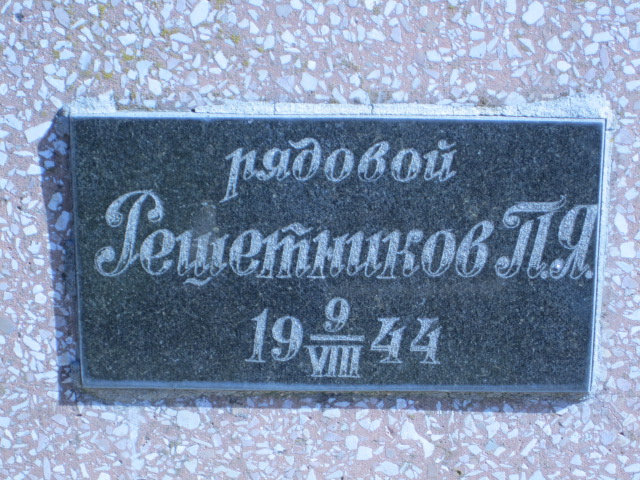 рядовой
Решетников П.Я.
19 9/VIII 44